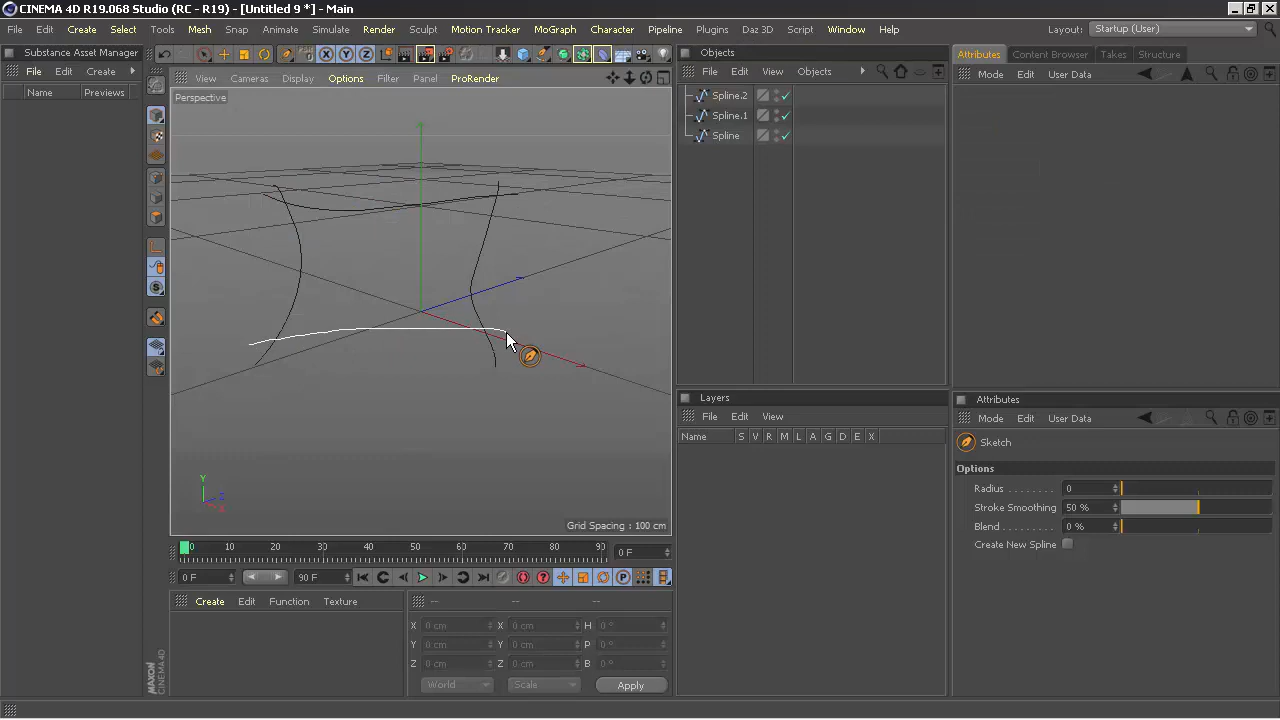 CINEMA 4D R19.068 Studio (RC - R19) - [Untitled 9 *] - Main
File Edit Create Select Tools Mesh Snap Animate Simulate Render Sculpt Motion Tracker MoGraph Character Pipeline Plugins Daz 3D Script Window Help
Layout: Startup (User)
Substance Asset Manager
File Edit Create
Name Previews
View Cameras Display Options Filter Panel ProRender
Perspective
Y
Z
X
Grid Spacing : 100 cm
Objects
File Edit View Objects
Spline.2
Spline.1
Spline
Attributes Content Browser Takes Structure
Mode Edit User Data
Layers
File Edit View
Name S V R M L A G D E X
Attributes
Mode Edit User Data
Sketch
Options
Radius 0
Stroke Smoothing 50 %
Blend 0 %
Create New Spline
0 10 20 30 40 50 60 70 80 90 0 F
0 F 90 F
Create Edit Function Texture
-- -- --
X 0 cm X 0 cm H 0 °
Y 0 cm Y 0 cm P 0 °
Z 0 cm Z 0 cm B 0 °
World Scale Apply
MAXON
CINEMA 4D